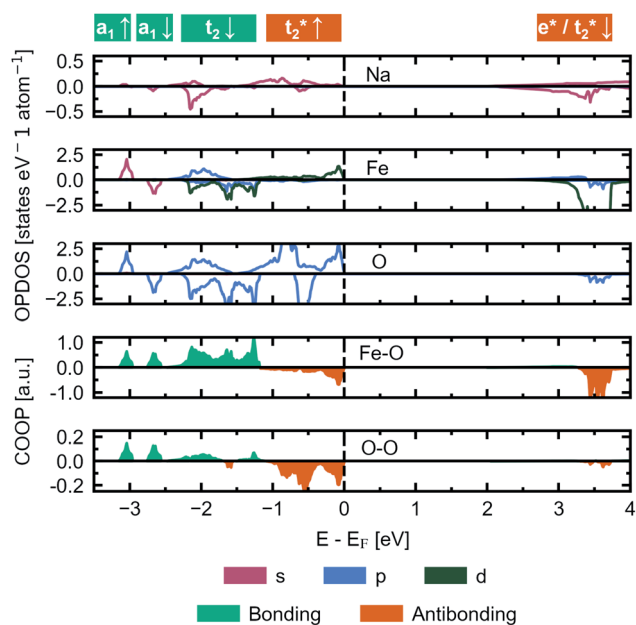 a₁↑ a₁↓ t₂↓ t₂*↑ e* / t₂*↓
OPDOS [states eV⁻¹ atom⁻¹]
0.5
0.0
−0.5
Na
2.5
0.0
−2.5
Fe
2.5
0.0
−2.5
O
COOP [a.u.]
1.0
0.0
-1.0
Fe-O
0.2
0.0
-0.2
O-O
−3 −2 −1 0 1 2 3 4
E - E_F [eV]
s p d
Bonding Antibonding